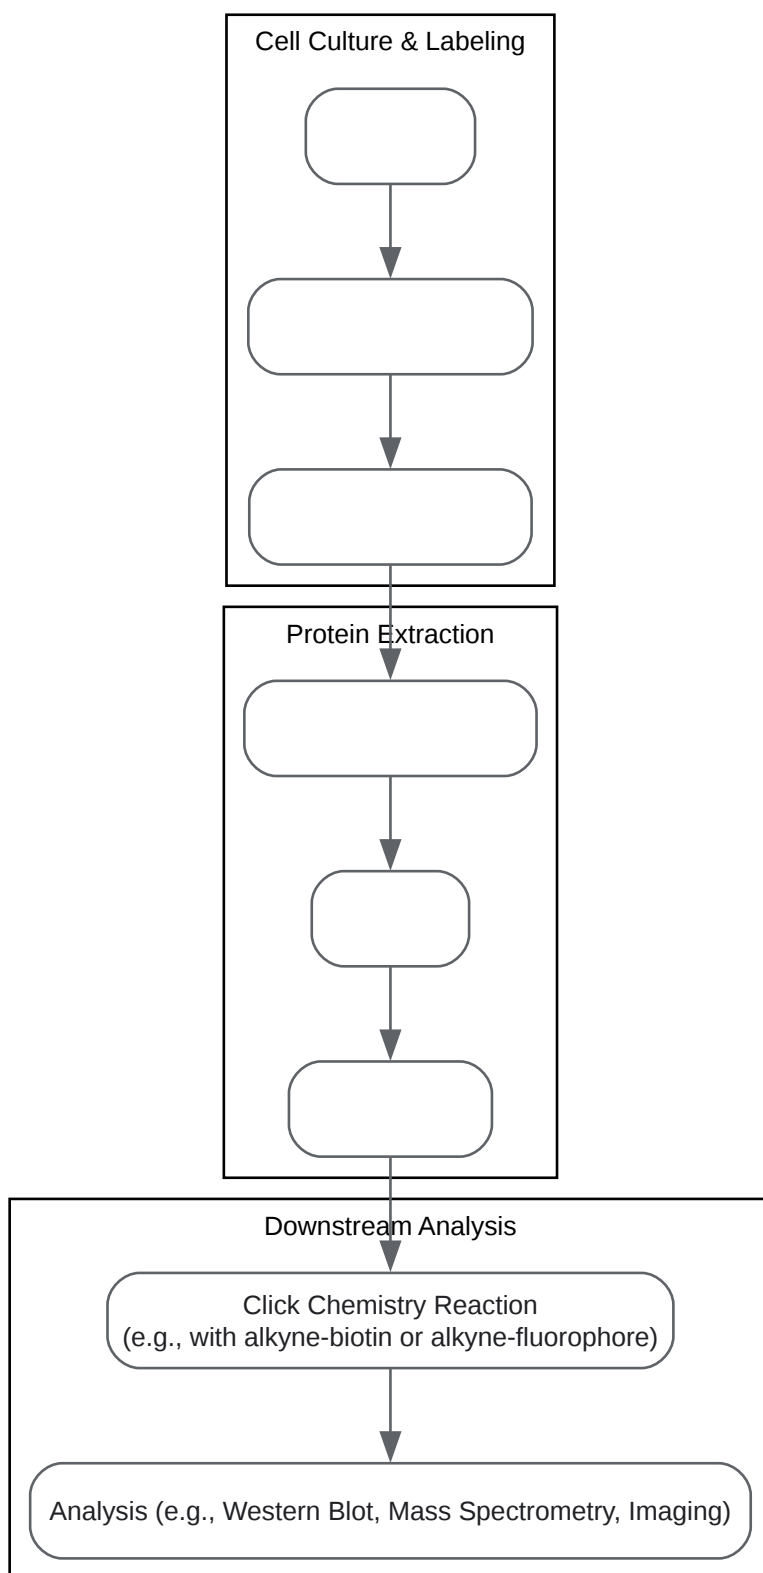 Cell Culture & Labeling
Protein Extraction
Downstream Analysis
Click Chemistry Reaction
(e.g., with alkyne-biotin or alkyne-fluorophore)
Analysis (e.g., Western Blot, Mass Spectrometry, Imaging)